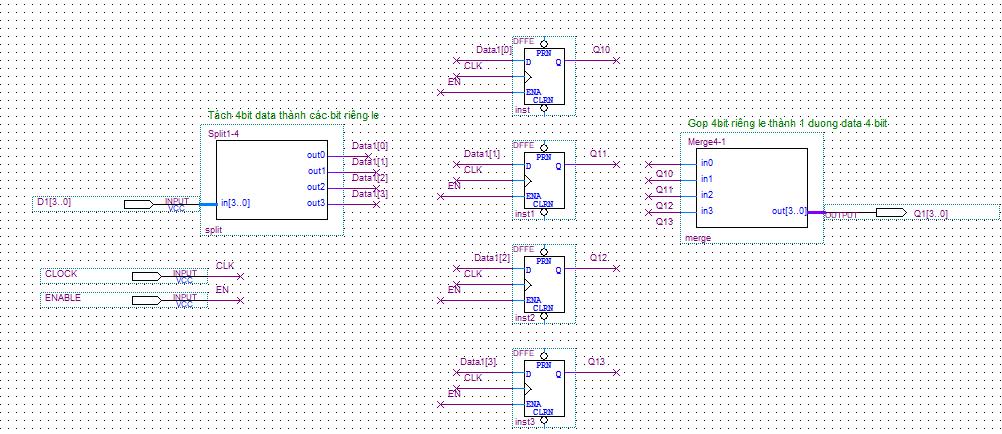 Tách 4bit data thành các bit riêng le
Split1-4
out0
out1
out2
out3
in[3..0]
split
Data1[0]
Data1[1]
Data1[2]
Data1[3]
D1[3..0]
INPUT
VCC
CLOCK
INPUT
VCC
CLK
ENABLE
INPUT
VCC
EN
DFFE
PRN
D
Q
ENA
CLRN
inst
Data1[0]
CLK
EN
Q10
DFFE
PRN
D
Q
ENA
CLRN
inst1
Data1[1]
CLK
EN
Q11
DFFE
PRN
D
Q
ENA
CLRN
inst2
Data1[2]
CLK
EN
Q12
DFFE
PRN
D
Q
ENA
CLRN
inst3
Data1[3]
CLK
EN
Q13
Gop 4bit riêng le thành 1 duong data 4 biit
Merge4-1
in0
in1
in2
in3
out[3..0]
merge
Q10
Q11
Q12
Q13
OUTPUT
Q1[3..0]